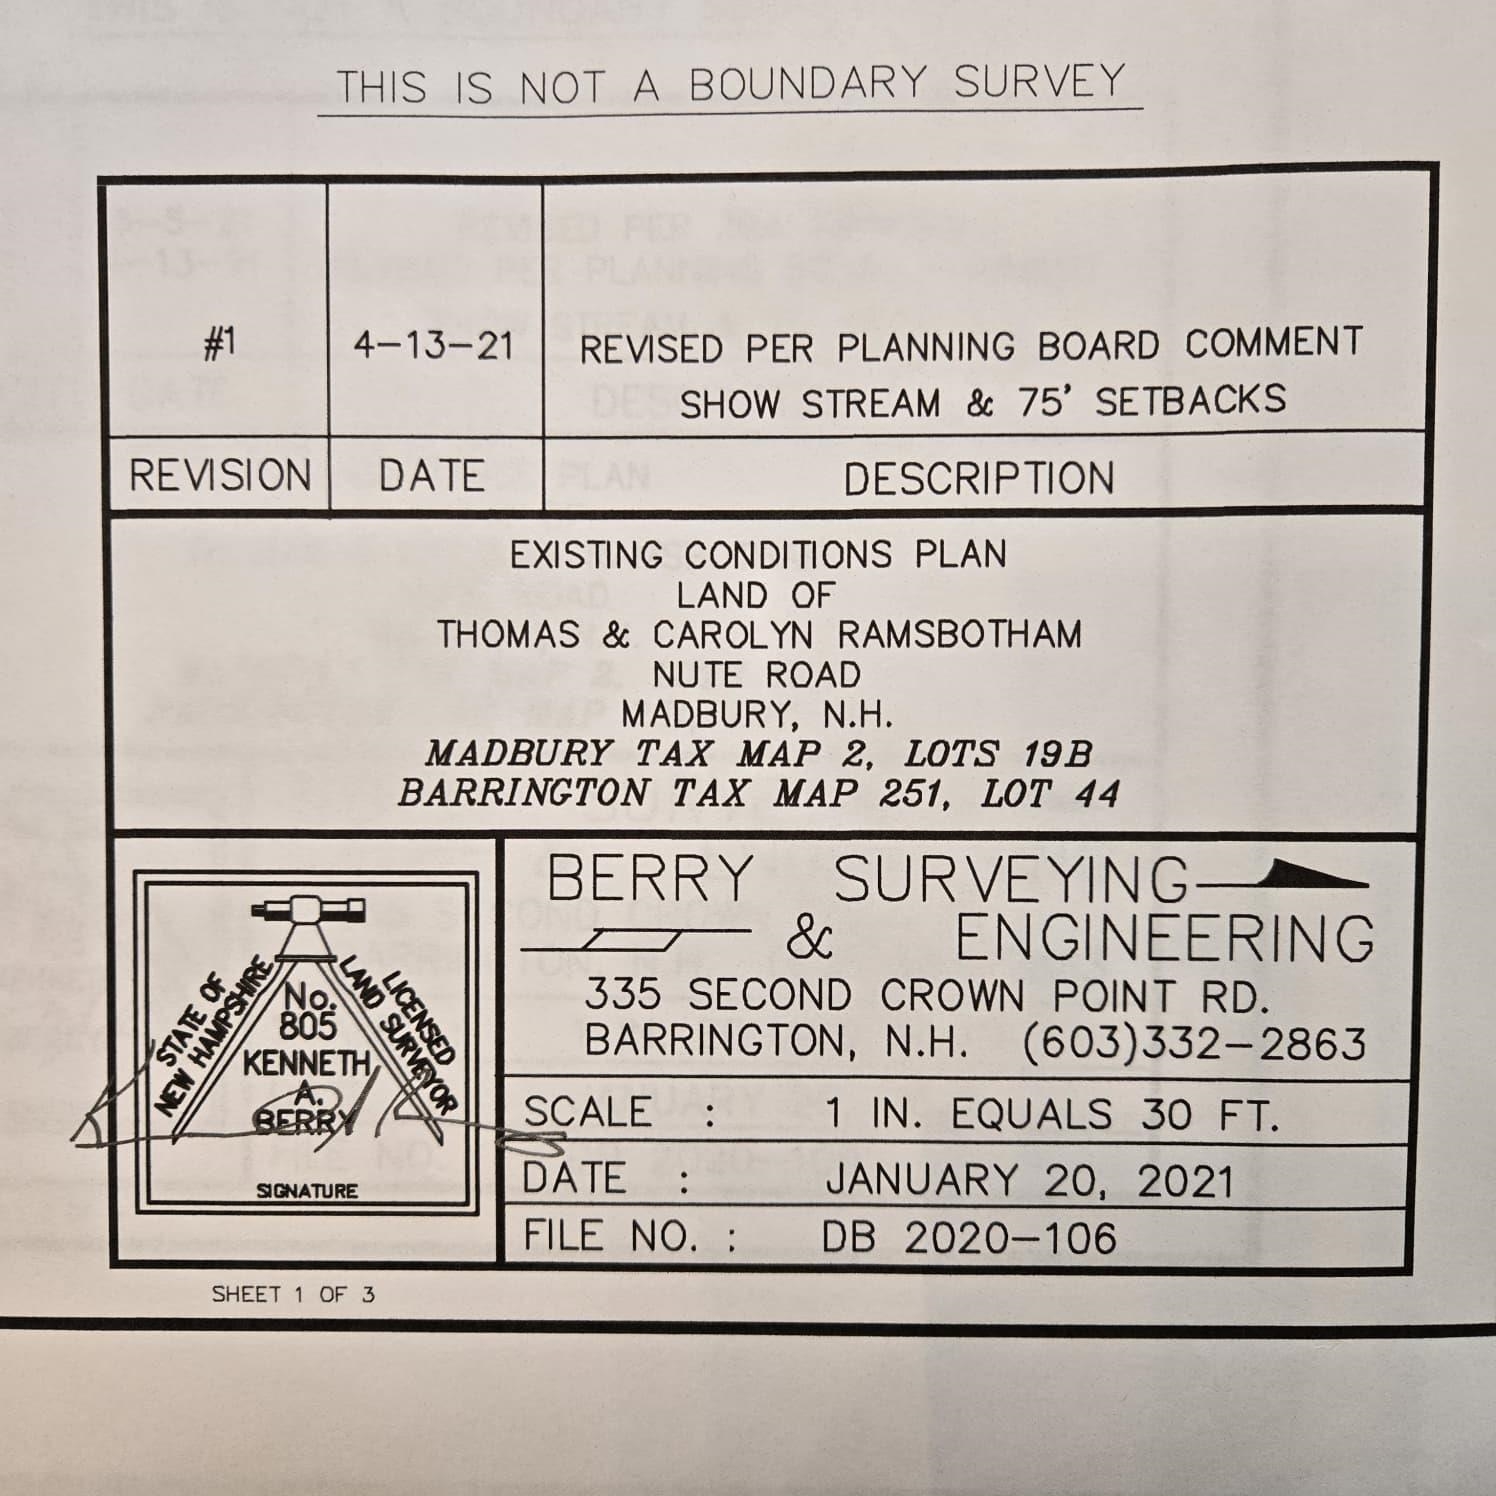 THIS IS NOT A BOUNDARY SURVEY
#1 4-13-21 REVISED PER PLANNING BOARD COMMENT
SHOW STREAM & 75' SETBACKS
REVISION DATE DESCRIPTION
EXISTING CONDITIONS PLAN
LAND OF
THOMAS & CAROLYN RAMSBOTHAM
NUTE ROAD
MADBURY, N.H.
MADBURY TAX MAP 2, LOTS 19B
BARRINGTON TAX MAP 251, LOT 44
STATE OF
NEW HAMPSHIRE
No.
805
KENNETH
A.
BERRY
LICENSED
LAND SURVEYOR
SIGNATURE
BERRY SURVEYING
& ENGINEERING
335 SECOND CROWN POINT RD.
BARRINGTON, N.H. (603)332-2863
SCALE : 1 IN. EQUALS 30 FT.
DATE : JANUARY 20, 2021
FILE NO. : DB 2020-106
SHEET 1 OF 3